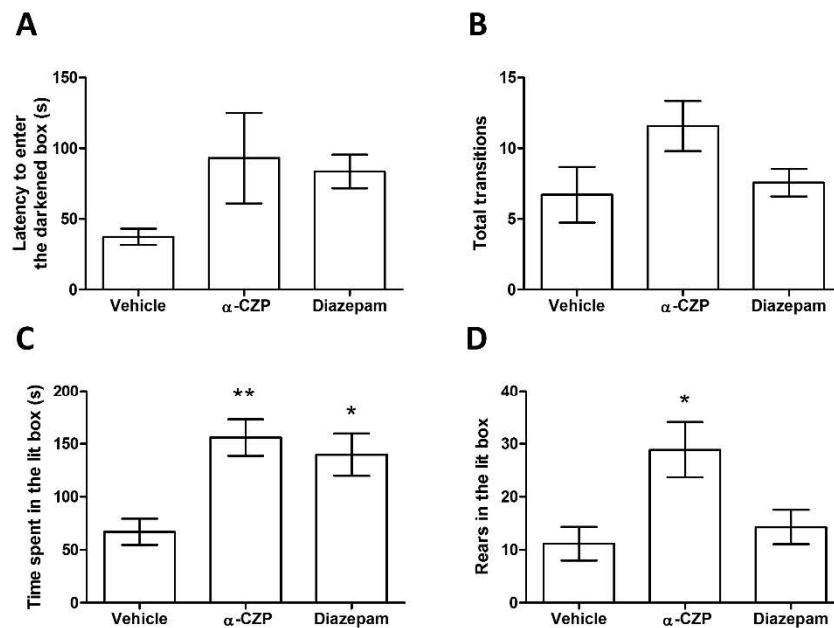 A
Latency to enter
the darkened box (s)
150
100
50
0
Vehicle α-CZP Diazepam
B
Total transitions
15
10
5
0
Vehicle α-CZP Diazepam
C
Time spent in the lit box (s)
200
150
100
50
0
** *
Vehicle α-CZP Diazepam
D
Rears in the lit box
40
30
20
10
0
*
Vehicle α-CZP Diazepam